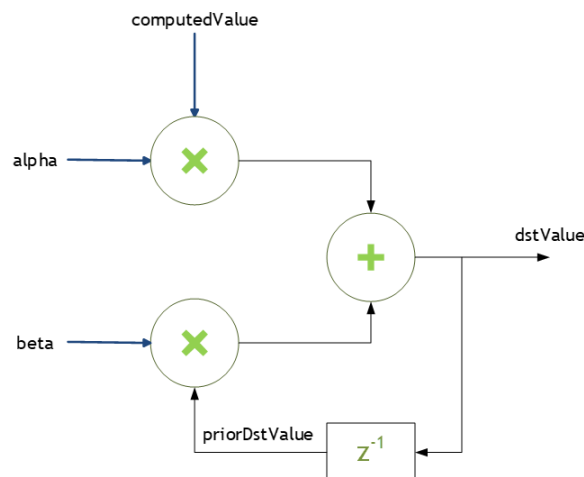 computedValue
alpha
dstValue
beta
priorDstValue
z⁻¹